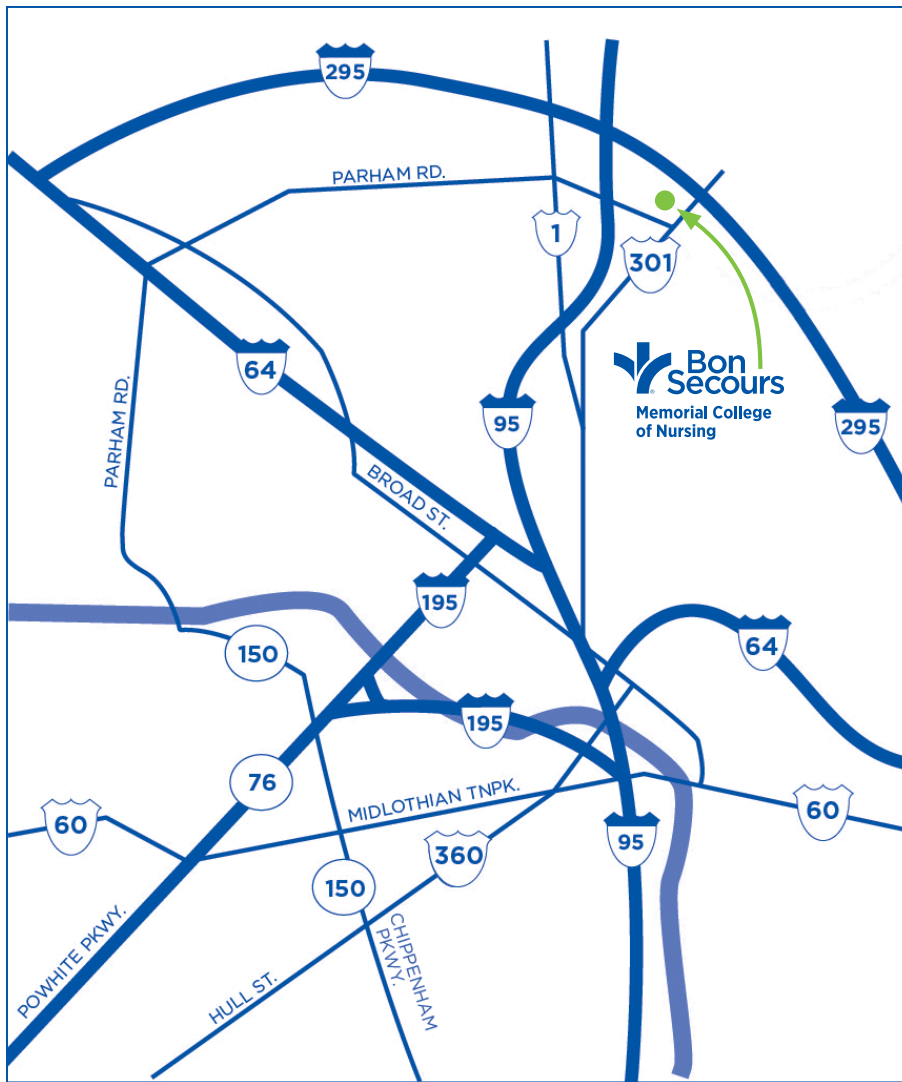 295
PARHAM RD.
1
301
64
Bon
Secours
®
Memorial College
of Nursing
PARHAM RD.
95
295
BROAD ST.
195
150
64
195
76
MIDLOTHIAN TNPK.
60
60
95
360
150
POWHITE PKWY.
CHIPPENHAM
PKWY.
HULL ST.